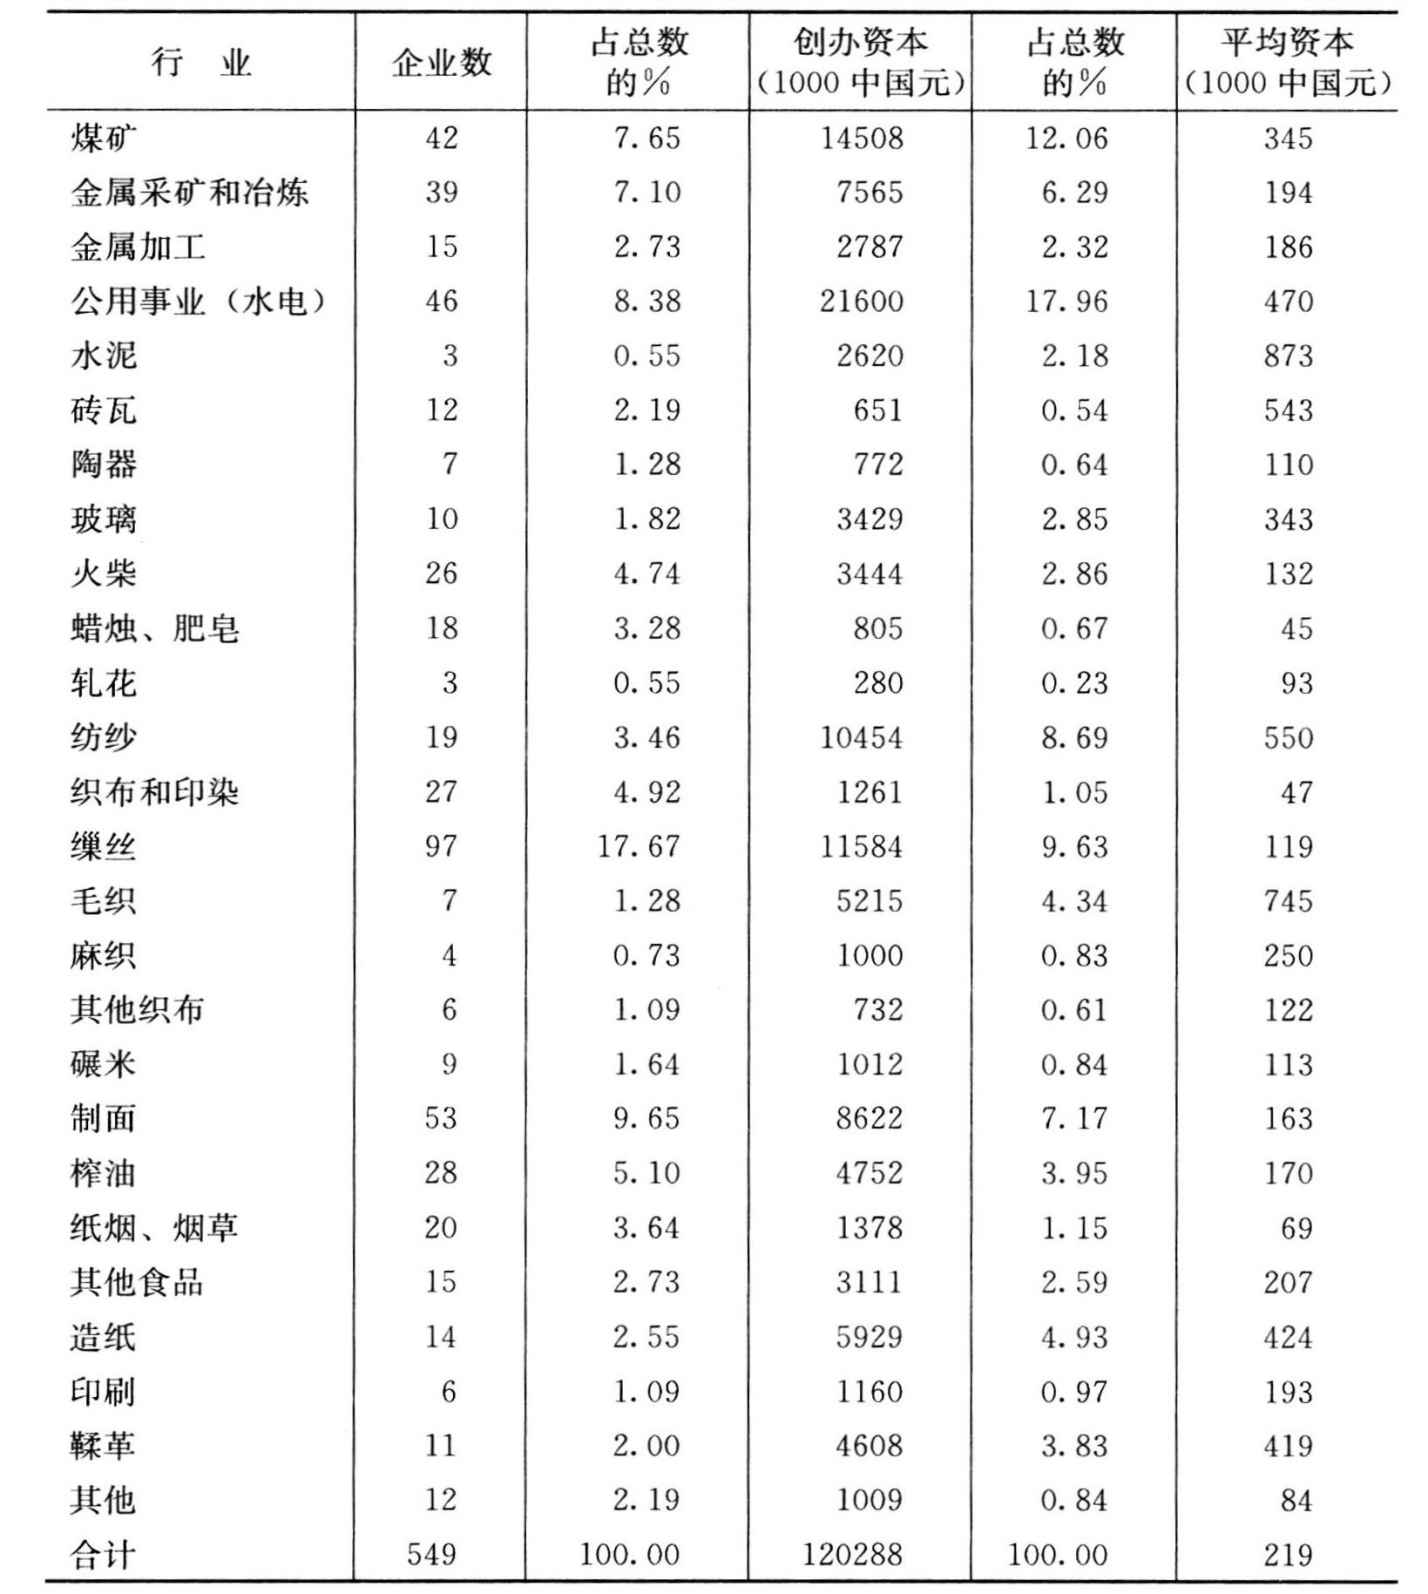 行 业 企业数 占总数的% 创办资本(1000 中国元) 占总数的% 平均资本(1000 中国元)
煤矿 42 7.65 14508 12.06 345
金属采矿和冶炼 39 7.10 7565 6.29 194
金属加工 15 2.73 2787 2.32 186
公用事业（水电） 46 8.38 21600 17.96 470
水泥 3 0.55 2620 2.18 873
砖瓦 12 2.19 651 0.54 543
陶器 7 1.28 772 0.64 110
玻璃 10 1.82 3429 2.85 343
火柴 26 4.74 3444 2.86 132
蜡烛、肥皂 18 3.28 805 0.67 45
轧花 3 0.55 280 0.23 93
纺纱 19 3.46 10454 8.69 550
织布和印染 27 4.92 1261 1.05 47
缫丝 97 17.67 11584 9.63 119
毛织 7 1.28 5215 4.34 745
麻织 4 0.73 1000 0.83 250
其他织布 6 1.09 732 0.61 122
碾米 9 1.64 1012 0.84 113
制面 53 9.65 8622 7.17 163
榨油 28 5.10 4752 3.95 170
纸烟、烟草 20 3.64 1378 1.15 69
其他食品 15 2.73 3111 2.59 207
造纸 14 2.55 5929 4.93 424
印刷 6 1.09 1160 0.97 193
鞣革 11 2.00 4608 3.83 419
其他 12 2.19 1009 0.84 84
合计 549 100.00 120288 100.00 219